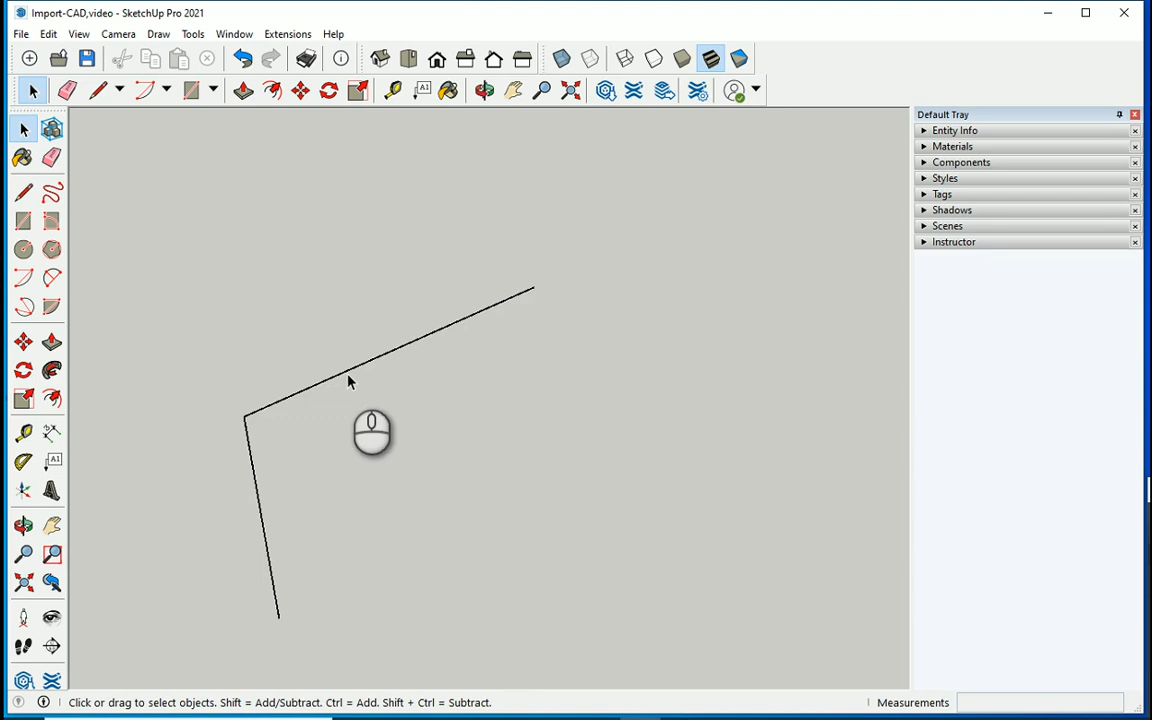 Import-CAD,video - SketchUp Pro 2021
File Edit View Camera Draw Tools Window Extensions Help
A1
Default Tray
Entity Info
Materials
Components
Styles
Tags
Shadows
Scenes
Instructor
A1
Click or drag to select objects. Shift = Add/Subtract. Ctrl = Add. Shift + Ctrl = Subtract.
Measurements